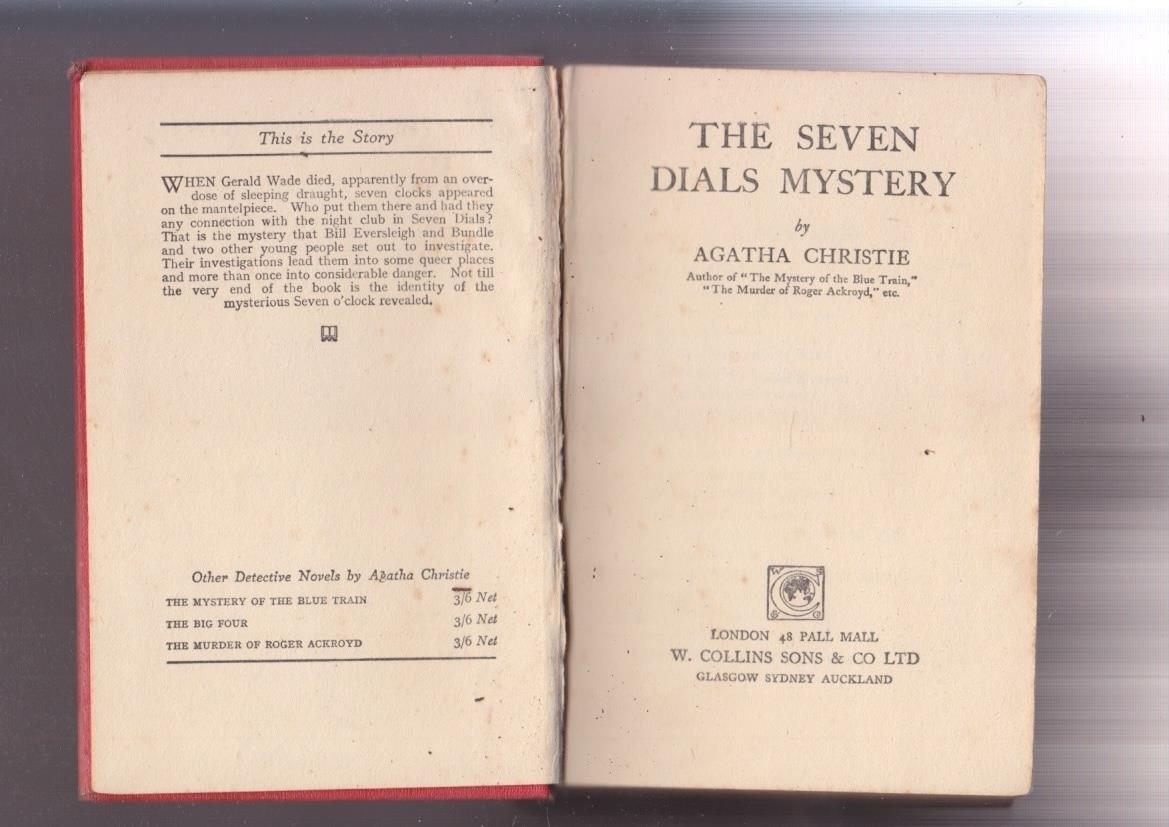 This is the Story
WHEN Gerald Wade died, apparently from an over-
dose of sleeping draught, seven clocks appeared
on the mantelpiece. Who put them there and had they
any connection with the night club in Seven Dials?
That is the mystery that Bill Eversleigh and Bundle
and two other young people set out to investigate.
Their investigations lead them into some queer places
and more than once into considerable danger. Not till
the very end of the book is the identity of the
mysterious Seven o'clock revealed.
Other Detective Novels by Agatha Christie
THE MYSTERY OF THE BLUE TRAIN 3/6 Net
THE BIG FOUR 3/6 Net
THE MURDER OF ROGER ACKROYD 3/6 Net
THE SEVEN
DIALS MYSTERY
by
AGATHA CHRISTIE
Author of "The Mystery of the Blue Train,"
"The Murder of Roger Ackroyd," etc.
W S C
LONDON 48 PALL MALL
W. COLLINS SONS & CO LTD
GLASGOW SYDNEY AUCKLAND